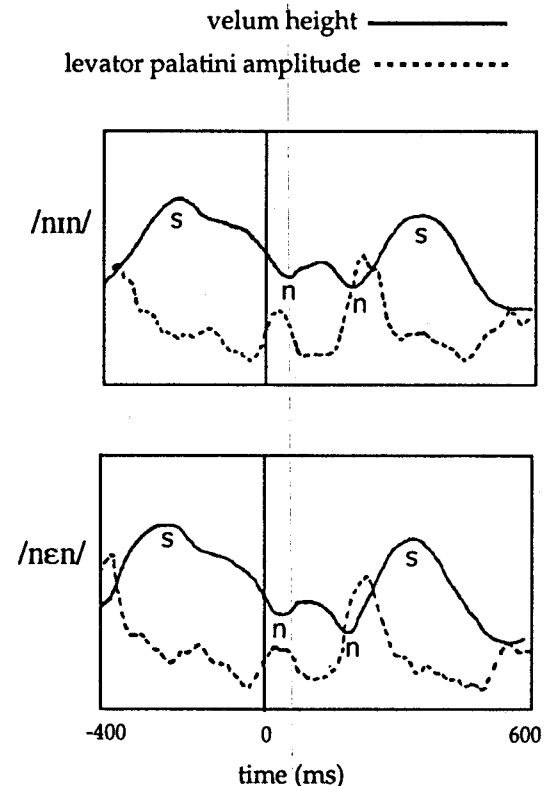 velum height
levator palatini amplitude
/nɪn/
s
s
n
n
/nɛn/
s
s
n
n
-400
0
600
time (ms)